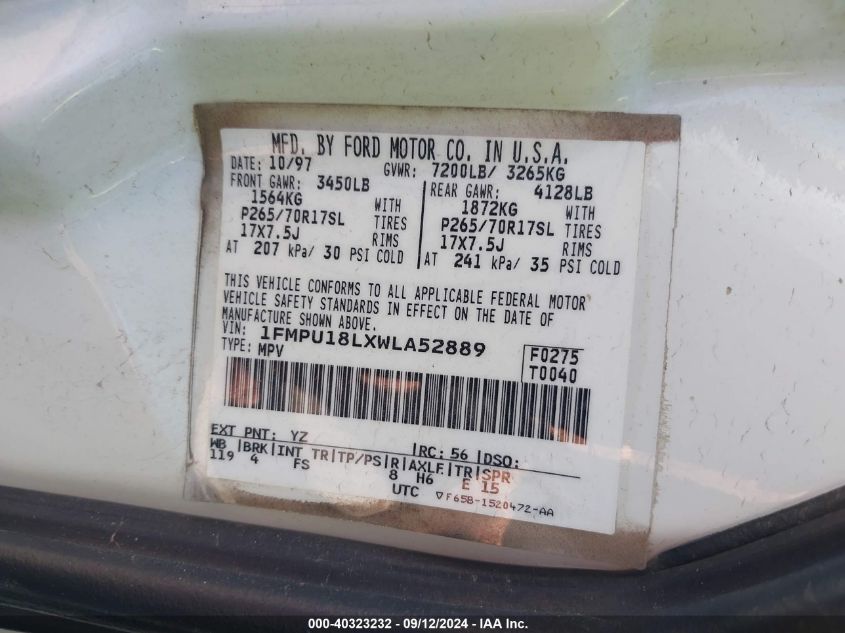 MFD. BY FORD MOTOR CO. IN U.S.A.
DATE: 10/97 GVWR: 7200LB/ 3265KG
FRONT GAWR: 3450LB REAR GAWR: 4128LB
1564KG WITH 1872KG WITH
P265/70R17SL TIRES P265/70R17SL TIRES
17X7.5J RIMS 17X7.5J RIMS
AT 207 kPa/ 30 PSI COLD AT 241 kPa/ 35 PSI COLD
THIS VEHICLE CONFORMS TO ALL APPLICABLE FEDERAL MOTOR
VEHICLE SAFETY STANDARDS IN EFFECT ON THE DATE OF
MANUFACTURE SHOWN ABOVE.
VIN: 1FMPU18LXWLA52889 F0275
TYPE: MPV T0040
EXT PNT: YZ |RC: 56 |DSO:
WB |BRK|INT TR|TP/PS|R|AXLE|TR|SPR
119 4 FS 8 H6 E 15
UTC ▽F65B-1520472-AA
000-40323232 - 09/12/2024 - IAA Inc.